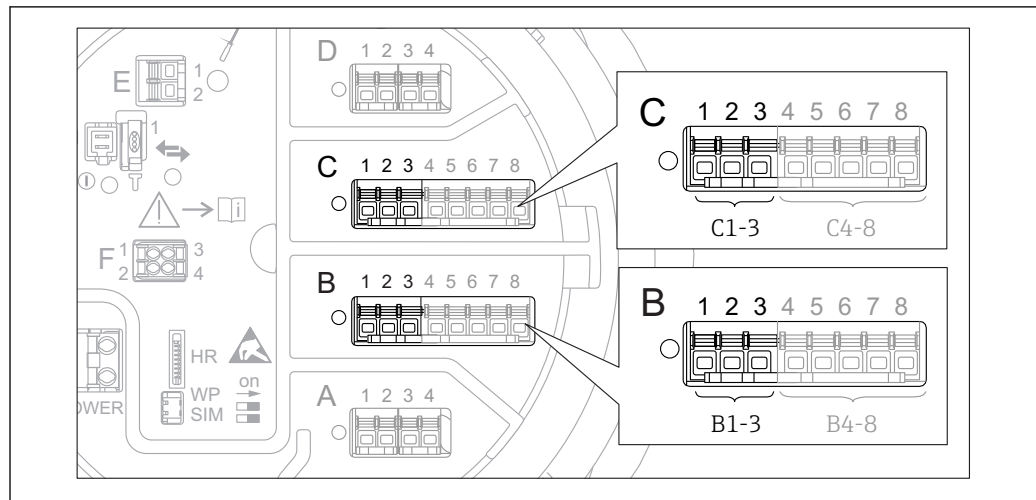 D 1 2 3 4
E 1
2
1
C 1 2 3 4 5 6 7 8
C 1 2 3 4 5 6 7 8
C1-3 C4-8
i
F 1 3
2 4
B 1 2 3 4 5 6 7 8
B 1 2 3 4 5 6 7 8
B1-3 B4-8
HR
WP on
SIM
OWER
A 1 2 3 4